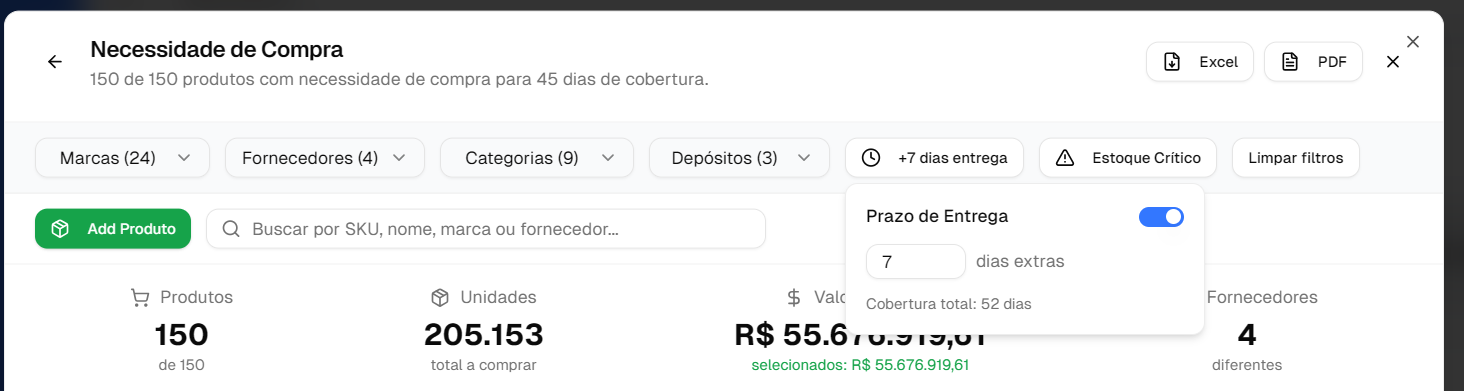 Necessidade de Compra
150 de 150 produtos com necessidade de compra para 45 dias de cobertura.
Excel
PDF
Marcas (24)
Fornecedores (4)
Categorias (9)
Depósitos (3)
+7 dias entrega
Estoque Crítico
Limpar filtros
Add Produto
Buscar por SKU, nome, marca ou fornecedor...
Prazo de Entrega
7 dias extras
Cobertura total: 52 dias
Produtos
150
de 150
Unidades
205.153
total a comprar
$
R$ 55.676.919,61
selecionados: R$ 55.676.919,61
Fornecedores
4
diferentes